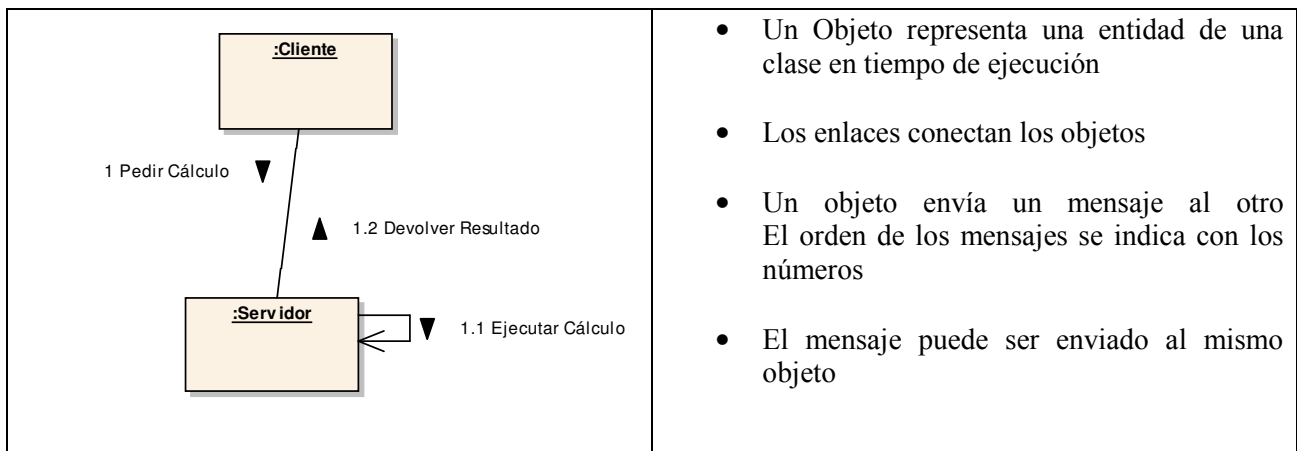 :Cliente
1 Pedir Cálculo
1.2 Devolver Resultado
:Servidor
1.1 Ejecutar Cálculo
• Un Objeto representa una entidad de una
clase en tiempo de ejecución
• Los enlaces conectan los objetos
• Un objeto envía un mensaje al otro
El orden de los mensajes se indica con los
números
• El mensaje puede ser enviado al mismo
objeto